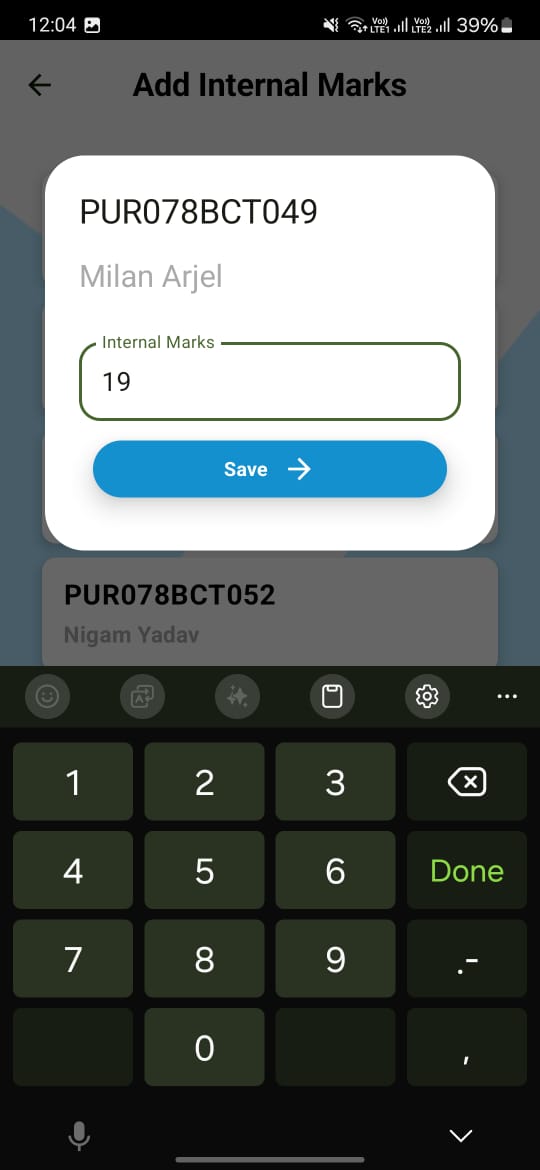 12:04 Vo)) LTE1 Vo)) LTE2 39%
Add Internal Marks
PUR078BCT049
Milan Arjel
Internal Marks
19
Save
PUR078BCT052
Nigam Yadav
1 2 3
4 5 6 Done
7 8 9 .-
0 ,